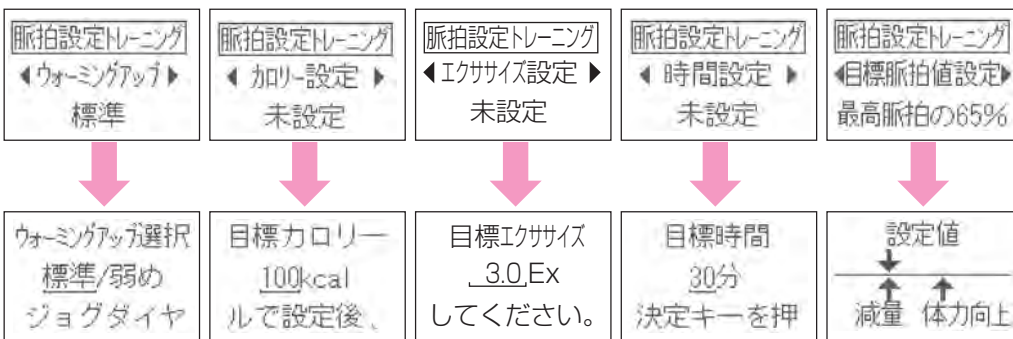 脈拍設定トレーニング
◀ウォーミングアップ▶
標準
脈拍設定トレーニング
◀ カロリー設定 ▶
未設定
脈拍設定トレーニング
◀エクササイズ設定▶
未設定
脈拍設定トレーニング
◀ 時間設定 ▶
未設定
脈拍設定トレーニング
◀目標脈拍値設定▶
最高脈拍の65%
ウォーミングアップ選択
標準/弱め
ジョグダイヤ
目標カロリー
100kcal
ルで設定後、
目標エクササイズ
3.0 Ex
してください。
目標時間
30分
決定キーを押
設定値
減量 体力向上